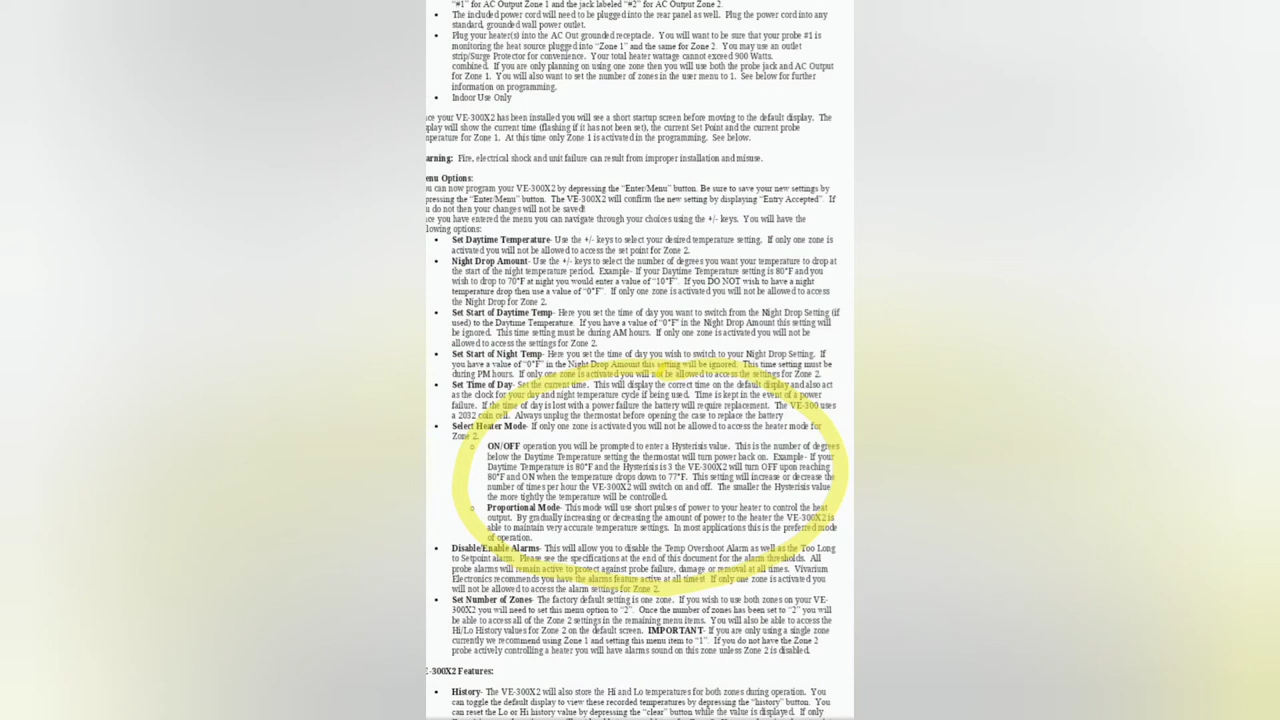 "#1" for AC Output Zone 1 and the jack labeled "#2" for AC Output Zone 2.
• The included power cord will need to be plugged into the rear panel as well. Plug the power cord into any
standard, grounded wall power outlet.
• Plug your heater(s) into the AC Out grounded receptacle. You will want to be sure that your probe #1 is
monitoring the heat source plugged into "Zone 1" and the same for Zone 2. You may use an outlet
strip/Surge Protector for convenience. Your total heater wattage cannot exceed 900 Watts.
combined. If you are only planning on using one zone then you will use both the probe jack and AC Output
for Zone 1. You will also want to set the number of zones in the user menu to 1. See below for further
information on programming.
• Indoor Use Only
ce your VE-300X2 has been installed you will see a short startup screen before moving to the default display. The
splay will show the current time (flashing if it has not been set), the current Set Point and the current probe
mperature for Zone 1. At this time only Zone 1 is activated in the programming. See below.
arning: Fire, electrical shock and unit failure can result from improper installation and misuse.
enu Options:
u can now program your VE-300X2 by depressing the "Enter/Menu" button. Be sure to save your new settings by
pressing the "Enter/Menu" button. The VE-300X2 will confirm the new setting by displaying "Entry Accepted". If
u do not then your changes will not be saved!
ce you have entered the menu you can navigate through your choices using the +/- keys. You will have the
lowing options:
• Set Daytime Temperature- Use the +/- keys to select your desired temperature setting. If only one zone is
activated you will not be allowed to access the set point for Zone 2.
• Night Drop Amount- Use the +/- keys to select the number of degrees you want your temperature to drop at
the start of the night temperature period. Example- If your Daytime Temperature setting is 80°F and you
wish to drop to 70°F at night you would enter a value of "10°F". If you DO NOT wish to have a night
temperature drop then use a value of "0°F". If only one zone is activated you will not be allowed to access
the Night Drop for Zone 2.
• Set Start of Daytime Temp- Here you set the time of day you want to switch from the Night Drop Setting (if
used) to the Daytime Temperature. If you have a value of "0°F" in the Night Drop Amount this setting will
be ignored. This time setting must be during AM hours. If only one zone is activated you will not be
allowed to access the settings for Zone 2.
• Set Start of Night Temp- Here you set the time of day you wish to switch to your Night Drop Setting. If
you have a value of "0°F" in the Night Drop Amount this setting will be ignored. This time setting must be
during PM hours. If only one zone is activated you will not be allowed to access the settings for Zone 2.
• Set Time of Day- Set the current time. This will display the correct time on the default display and also act
as the clock for your day and night temperature cycle if being used. Time is kept in the event of a power
failure. If the time of day is lost with a power failure the battery will require replacement. The VE-300 uses
a 2032 coin cell. Always unplug the thermostat before opening the case to replace the battery
• Select Heater Mode- If only one zone is activated you will not be allowed to access the heater mode for
Zone 2.
o ON/OFF operation you will be prompted to enter a Hysterisis value. This is the number of degrees
below the Daytime Temperature setting the thermostat will turn power back on. Example- If your
Daytime Temperature is 80°F and the Hysterisis is 3 the VE-300X2 will turn OFF upon reaching
80°F and ON when the temperature drops down to 77°F. This setting will increase or decrease the
number of times per hour the VE-300X2 will switch on and off. The smaller the Hysterisis value
the more tightly the temperature will be controlled.
o Proportional Mode- This mode will use short pulses of power to your heater to control the heat
output. By gradually increasing or decreasing the amount of power to the heater the VE-300X2 is
able to maintain very accurate temperature settings. In most applications this is the preferred mode
of operation.
• Disable/Enable Alarms- This will allow you to disable the Temp Overshoot Alarm as well as the Too Long
to Setpoint alarm. Please see the specifications at the end of this document for the alarm thresholds. All
probe alarms will remain active to protect against probe failure, damage or removal at all times. Vivarium
Electronics recommends you have the alarms feature active at all times! If only one zone is activated you
will not be allowed to access the alarm settings for Zone 2.
• Set Number of Zones- The factory default setting is one zone. If you wish to use both zones on your VE-
300X2 you will need to set this menu option to "2". Once the number of zones has been set to "2" you will
be able to access all of the Zone 2 settings in the remaining menu items. You will also be able to access the
Hi/Lo History values for Zone 2 on the default screen. IMPORTANT- If you are only using a single zone
currently we recommend using Zone 1 and setting this menu item to "1". If you do not have the Zone 2
probe actively controlling a heater you will have alarms sound on this zone unless Zone 2 is disabled.
E-300X2 Features:
• History- The VE-300X2 will also store the Hi and Lo temperatures for both zones during operation. You
can toggle the default display to view these recorded temperatures by depressing the "history" button. You
can reset the Lo or Hi history value by depressing the "clear" button while the value is displayed. If only